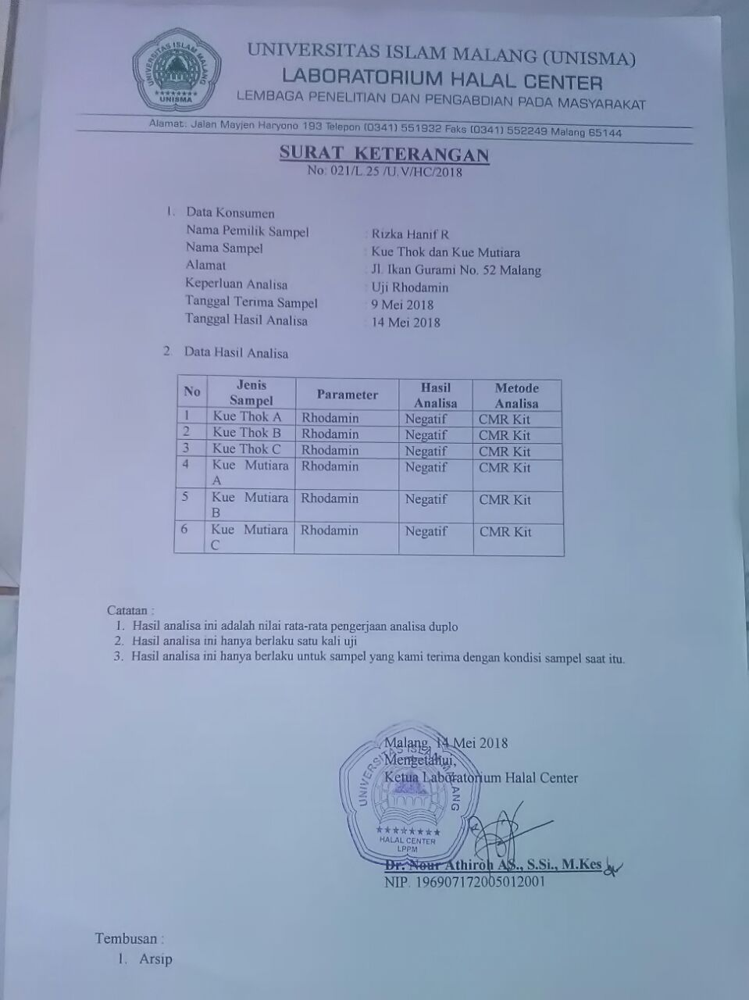 UNIVERSITAS ISLAM MALANG
UNISMA
UNIVERSITAS ISLAM MALANG (UNISMA)
LABORATORIUM HALAL CENTER
LEMBAGA PENELITIAN DAN PENGABDIAN PADA MASYARAKAT
Alamat: Jalan Mayjen Haryono 193 Telepon (0341) 551932 Faks (0341) 552249 Malang 65144
SURAT KETERANGAN
No: 021/L.25 /U.V/HC/2018
1. Data Konsumen
Nama Pemilik Sampel : Rizka Hanif R
Nama Sampel : Kue Thok dan Kue Mutiara
Alamat : Jl. Ikan Gurami No. 52 Malang
Keperluan Analisa : Uji Rhodamin
Tanggal Terima Sampel : 9 Mei 2018
Tanggal Hasil Analisa : 14 Mei 2018
2. Data Hasil Analisa
No Jenis Sampel Parameter Hasil Analisa Metode Analisa
1 Kue Thok A Rhodamin Negatif CMR Kit
2 Kue Thok B Rhodamin Negatif CMR Kit
3 Kue Thok C Rhodamin Negatif CMR Kit
4 Kue Mutiara A Rhodamin Negatif CMR Kit
5 Kue Mutiara B Rhodamin Negatif CMR Kit
6 Kue Mutiara C Rhodamin Negatif CMR Kit
Catatan :
1. Hasil analisa ini adalah nilai rata-rata pengerjaan analisa duplo
2. Hasil analisa ini hanya berlaku satu kali uji
3. Hasil analisa ini hanya berlaku untuk sampel yang kami terima dengan kondisi sampel saat itu.
Malang, 14 Mei 2018
Mengetahui,
Ketua Laboratorium Halal Center
UNIVERSITAS ISLAM MALANG
HALAL CENTER
LPPM
Dr. Nour Athiroh AS., S.Si., M.Kes
NIP. 196907172005012001
Tembusan :
1. Arsip